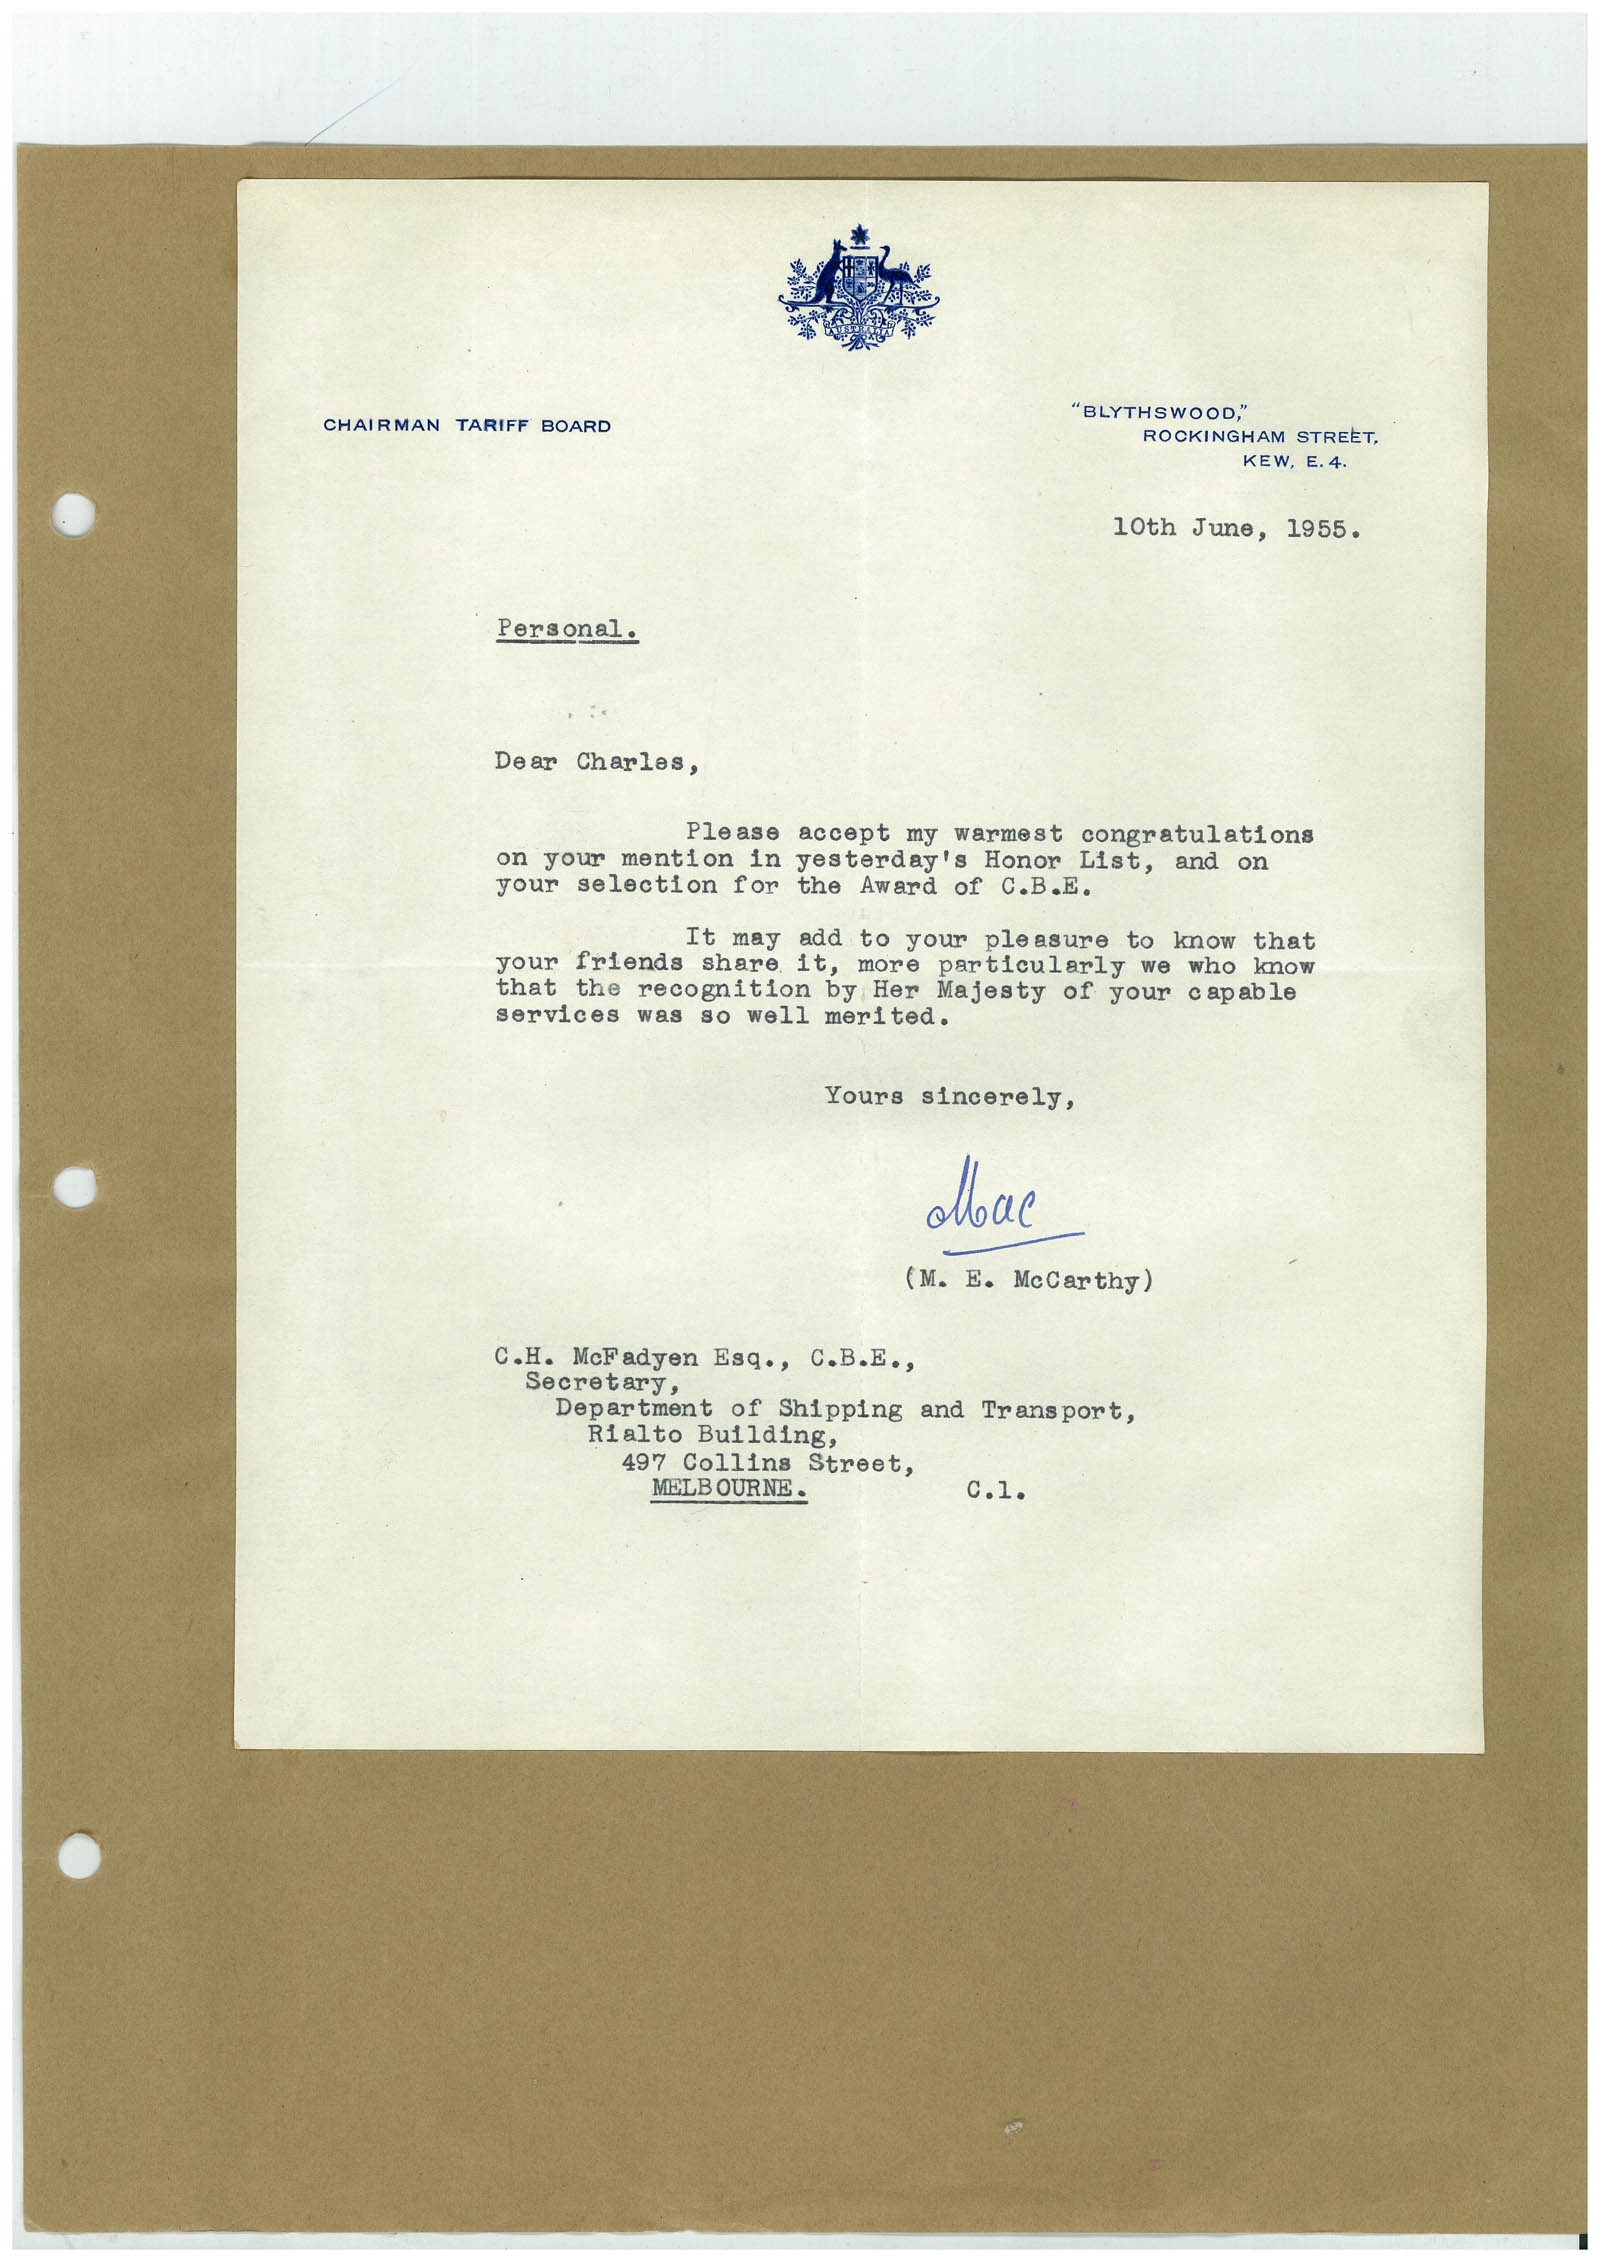 AUSTRALIA
CHAIRMAN TARIFF BOARD
"BLYTHSWOOD,"
ROCKINGHAM STREET,
KEW, E. 4.
10th June, 1955.
Personal.
Dear Charles,
Please accept my warmest congratulations
on your mention in yesterday's Honor List, and on
your selection for the Award of C.B.E.
It may add to your pleasure to know that
your friends share it, more particularly we who know
that the recognition by Her Majesty of your capable
services was so well merited.
Yours sincerely,
Mac
(M. E. McCarthy)
C.H. McFadyen Esq., C.B.E.,
Secretary,
Department of Shipping and Transport,
Rialto Building,
497 Collins Street,
MELBOURNE. C.1.